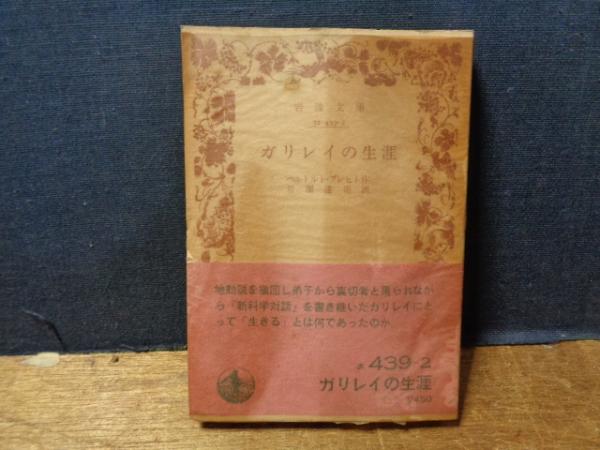 岩波文庫
ガリレイの生涯
ベルトルト・ブレヒト作
岩淵達治訳
地動説を撤回し弟子から裏切者と罵られなが
ら「新科学対話」を書き継いだガリレイにと
って「生きる」とは何であったのか
赤 439-2
ガリレイの生涯
¥450